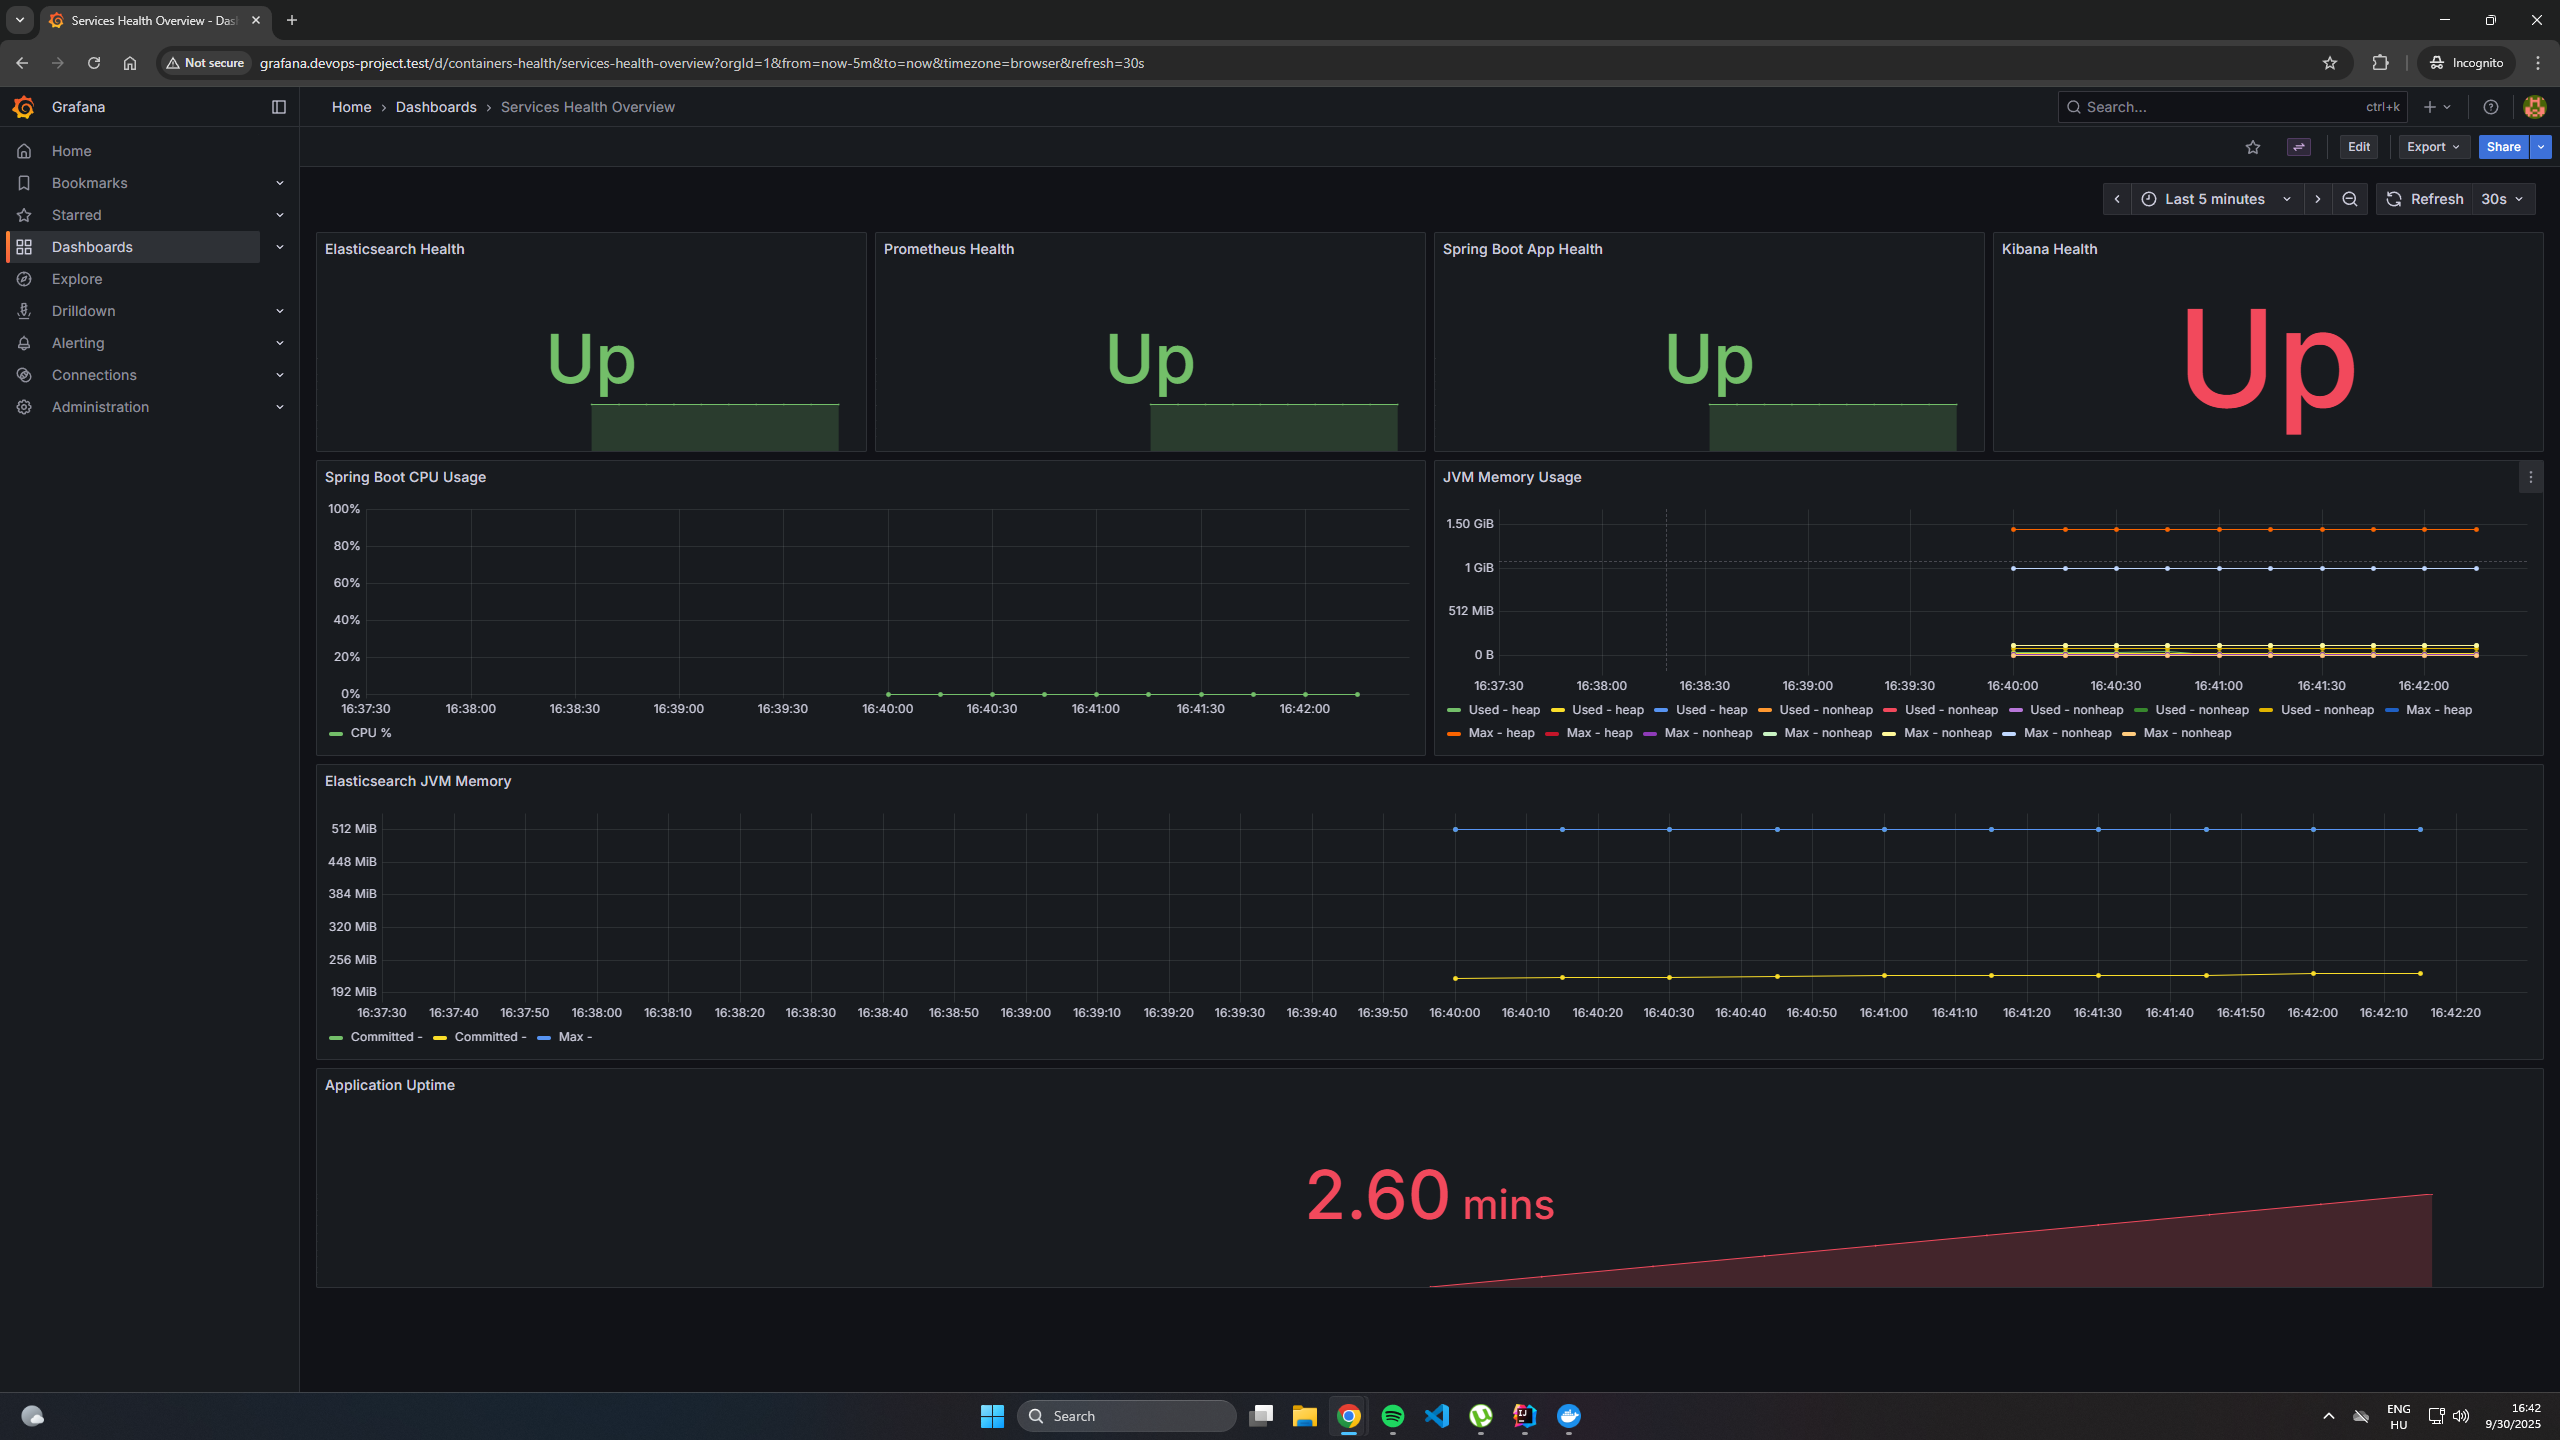 Services Health Overview - Das
Not secure
grafana.devops-project.test/d/containers-health/services-health-overview?orgId=1&from=now-5m&to=now&timezone=browser&refresh=30s
Incognito
Grafana
Home › Dashboards › Services Health Overview
Search...
ctrl+k
Edit
Export
Share
Home
Bookmarks
Starred
Dashboards
Explore
Drilldown
Alerting
Connections
Administration
Last 5 minutes
Refresh
30s
Elasticsearch Health
Up
Prometheus Health
Up
Spring Boot App Health
Up
Kibana Health
Up
Spring Boot CPU Usage
100%
80%
60%
40%
20%
0%
16:37:30 16:38:00 16:38:30 16:39:00 16:39:30 16:40:00 16:40:30 16:41:00 16:41:30 16:42:00
CPU %
JVM Memory Usage
1.50 GiB
1 GiB
512 MiB
0 B
16:37:30 16:38:00 16:38:30 16:39:00 16:39:30 16:40:00 16:40:30 16:41:00 16:41:30 16:42:00
Used - heap Used - heap Used - heap Used - nonheap Used - nonheap Used - nonheap Used - nonheap Used - nonheap Max - heap
Max - heap Max - heap Max - nonheap Max - nonheap Max - nonheap Max - nonheap Max - nonheap
Elasticsearch JVM Memory
512 MiB
448 MiB
384 MiB
320 MiB
256 MiB
192 MiB
16:37:30 16:37:40 16:37:50 16:38:00 16:38:10 16:38:20 16:38:30 16:38:40 16:38:50 16:39:00 16:39:10 16:39:20 16:39:30 16:39:40 16:39:50 16:40:00 16:40:10 16:40:20 16:40:30 16:40:40 16:40:50 16:41:00 16:41:10 16:41:20 16:41:30 16:41:40 16:41:50 16:42:00 16:42:10 16:42:20
Committed - Committed - Max -
Application Uptime
2.60 mins
Search
ENG
HU
16:42
9/30/2025